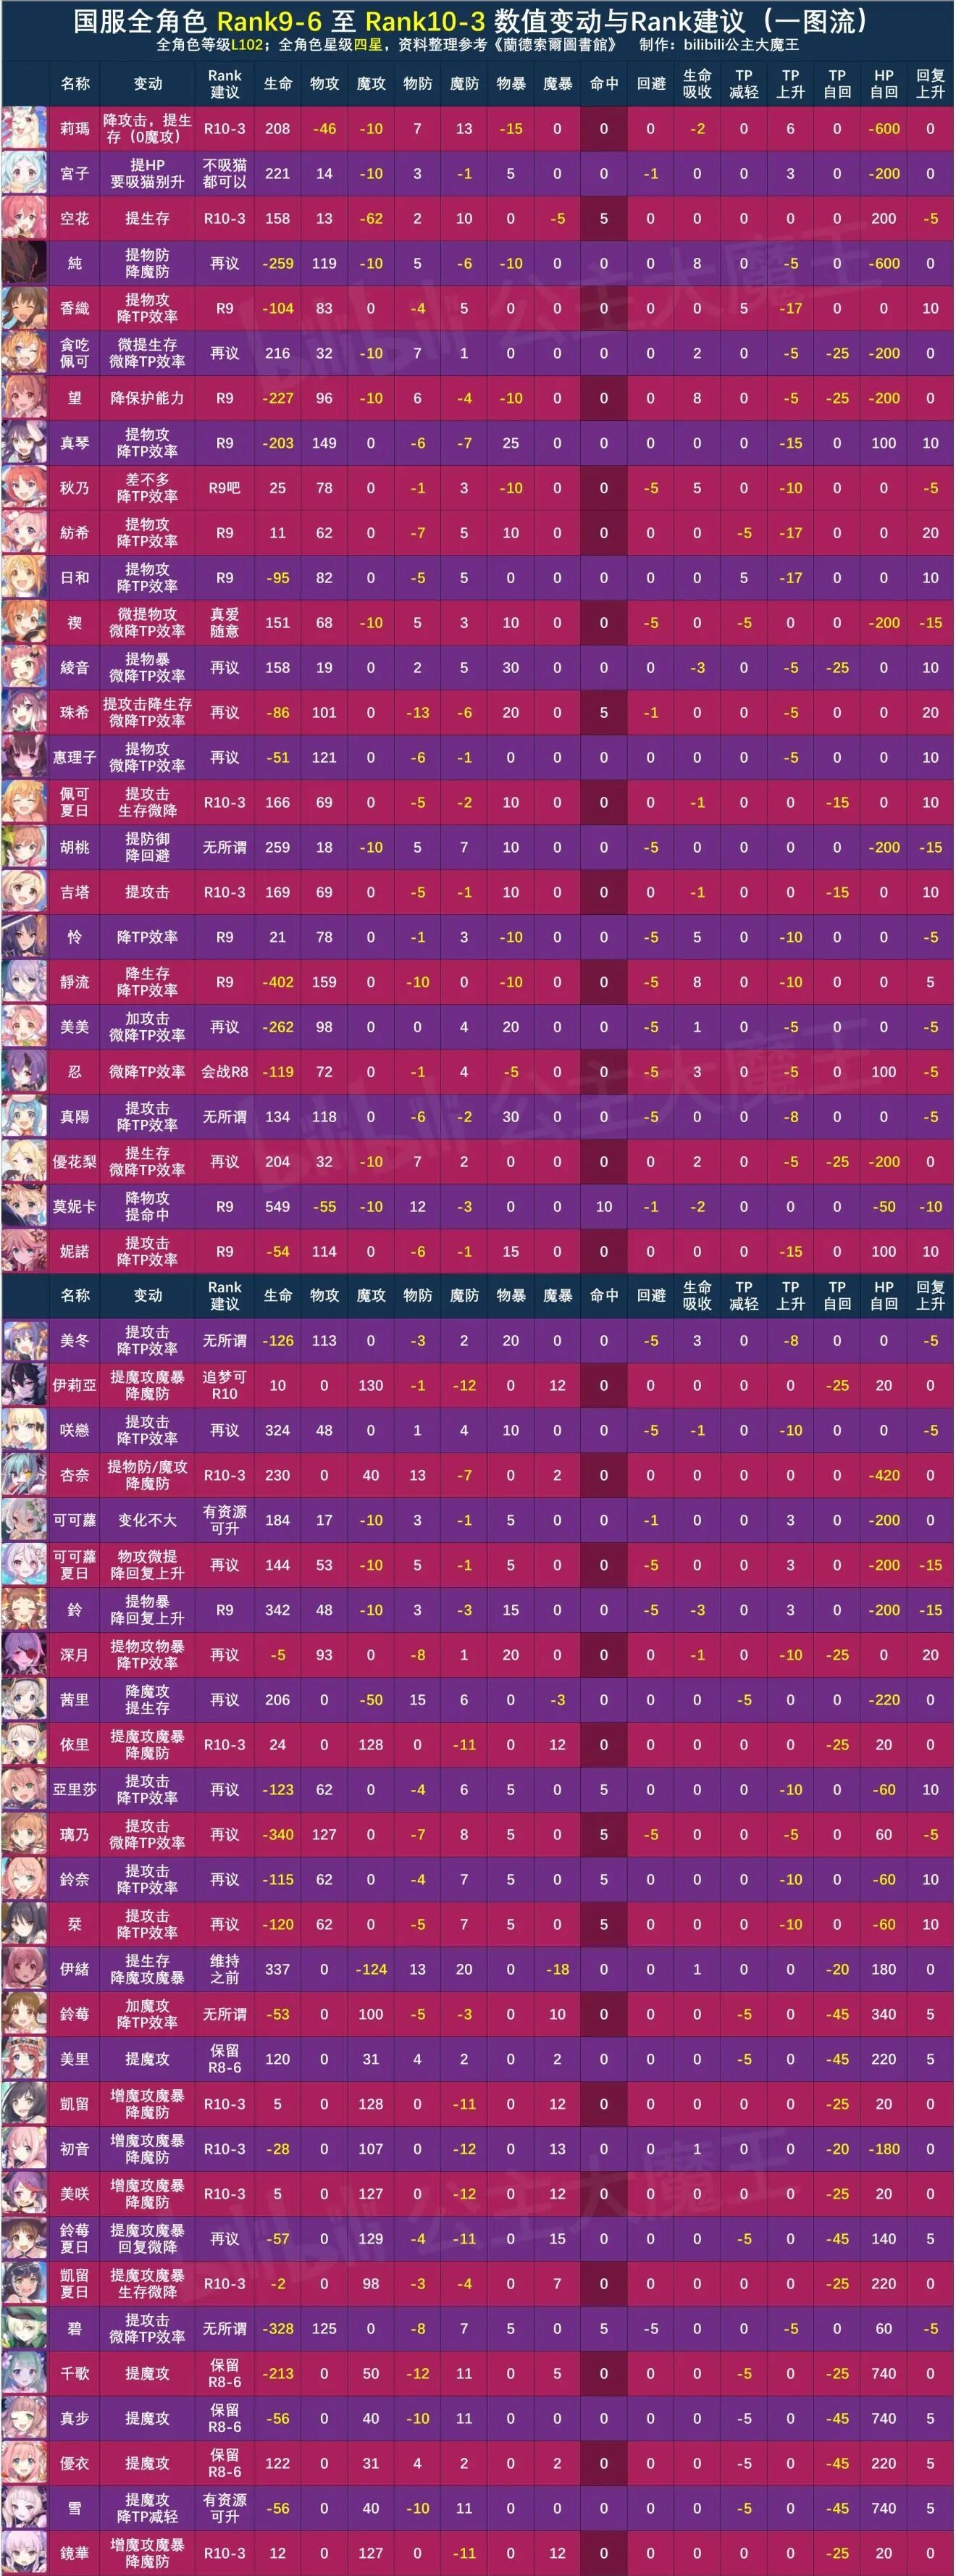 国服全角色 Rank9-6 至 Rank10-3 数值变动与Rank建议（一图流）
全角色等级L102；全角色星级四星，资料整理参考《蘭德索爾圖書館》 制作：bilibili公主大魔王
名称 变动 Rank建议 生命 物攻 魔攻 物防 魔防 物暴 魔暴 命中 回避 生命吸收 TP减轻 TP上升 TP自回 HP自回 回复上升
莉瑪 降攻击，提生存（0魔攻） R10-3 208 -46 -10 7 13 -15 0 0 0 -2 0 6 0 -600 0
宮子 提HP要吸猫别升 不吸猫都可以 221 14 -10 3 -1 5 0 0 -1 0 0 3 0 -200 0
空花 提生存 R10-3 158 13 -62 2 10 0 -5 5 0 0 0 0 0 200 -5
純 提物防降魔防 再议 -259 119 -10 5 -6 -10 0 0 0 8 0 -5 0 -600 0
香織 提物攻降TP效率 R9 -104 83 0 -4 5 0 0 0 0 0 5 -17 0 0 10
貪吃佩可 微提生存微降TP效率 再议 216 32 -10 7 1 0 0 0 0 2 0 -5 -25 -200 0
望 降保护能力 R9 -227 96 -10 6 -4 -10 0 0 0 8 0 -5 -25 -200 0
真琴 提物攻降TP效率 R9 -203 149 0 -6 -7 25 0 0 0 0 0 -15 0 100 10
秋乃 差不多降TP效率 R9吧 25 78 0 -1 3 -10 0 0 -5 5 0 -10 0 0 -5
紡希 提物攻降TP效率 R9 11 62 0 -7 5 10 0 0 0 0 -5 -17 0 0 20
日和 提物攻降TP效率 R9 -95 82 0 -5 5 0 0 0 0 0 5 -17 0 0 10
禊 微提物攻微降TP效率 真爱随意 151 68 -10 5 3 10 0 0 -5 0 -5 0 0 -200 -15
綾音 提物暴微降TP效率 再议 158 19 0 2 5 30 0 0 0 -3 0 -5 -25 0 10
珠希 提攻击降生存微降TP效率 再议 -86 101 0 -13 -6 20 0 5 -1 0 0 -5 0 0 20
惠理子 提物攻微降TP效率 再议 -51 121 0 -6 -1 0 0 0 0 0 0 -5 0 0 10
佩可夏日 提攻击生存微降 R10-3 166 69 0 -5 -2 10 0 0 0 -1 0 0 -15 0 10
胡桃 提防御降回避 无所谓 259 18 -10 5 7 10 0 0 -5 0 0 0 0 -200 -15
吉塔 提攻击 R10-3 169 69 0 -5 -1 10 0 0 0 -1 0 0 -15 0 10
怜 降TP效率 R9 21 78 0 -1 3 -10 0 0 -5 5 0 -10 0 0 -5
靜流 降生存降TP效率 R9 -402 159 0 -10 0 -10 0 0 -5 8 0 -10 0 0 5
美美 加攻击微降TP效率 再议 -262 98 0 0 4 20 0 0 -5 1 0 -5 0 0 -5
忍 微降TP效率 会战R8 -119 72 0 -1 4 -5 0 0 -5 3 0 -5 0 100 -5
真陽 提攻击降TP效率 无所谓 134 118 0 -6 -2 30 0 0 -5 0 0 -8 0 0 -5
優花梨 提生存微降TP效率 再议 204 32 -10 7 2 0 0 0 0 2 0 -5 -25 -200 0
莫妮卡 降物攻提命中 R9 549 -55 -10 12 -3 0 0 10 -1 -2 0 0 0 -50 -10
妮諾 提攻击降TP效率 R9 -54 114 0 -6 -1 15 0 0 0 0 0 -15 0 100 10
名称 变动 Rank建议 生命 物攻 魔攻 物防 魔防 物暴 魔暴 命中 回避 生命吸收 TP减轻 TP上升 TP自回 HP自回 回复上升
美冬 提攻击降TP效率 无所谓 -126 113 0 -3 2 20 0 0 -5 3 0 -8 0 0 -5
伊莉亞 提魔攻魔暴降魔防 追梦可R10 10 0 130 -1 -12 0 12 0 0 0 0 0 -25 20 0
咲戀 提攻击降TP效率 再议 324 48 0 1 4 10 0 0 -5 -1 0 -10 0 0 -5
杏奈 提物防/魔攻降魔防 R10-3 230 0 40 13 -7 0 2 0 0 0 0 0 0 -420 0
可可蘿 变化不大 有资源可升 184 17 -10 3 -1 5 0 0 -1 0 0 3 0 -200 0
可可蘿夏日 物攻微提降回复上升 再议 144 53 -10 5 -1 5 0 0 -5 0 0 3 0 -200 -15
鈴 提物暴降回复上升 R9 342 48 -10 3 -3 15 0 0 -5 -3 0 3 0 -200 -15
深月 提物攻物暴降TP效率 再议 -5 93 0 -8 1 20 0 0 0 -1 0 -10 -25 0 20
茜里 降魔攻提生存 再议 206 0 -50 15 6 0 -3 0 0 0 -5 0 0 -220 0
依里 提魔攻魔暴降魔防 R10-3 24 0 128 0 -11 0 12 0 0 0 0 0 -25 20 0
亞里莎 提攻击降TP效率 再议 -123 62 0 -4 6 5 0 5 0 0 0 -10 0 -60 10
璃乃 提攻击微降TP效率 再议 -340 127 0 -7 8 5 0 5 -5 0 0 -5 0 60 -5
鈴奈 提攻击降TP效率 再议 -115 62 0 -4 7 5 0 5 0 0 0 -10 0 -60 10
栞 提攻击降TP效率 再议 -120 62 0 -5 7 5 0 5 0 0 0 -10 0 -60 10
伊緒 提生存降魔攻魔暴 维持之前 337 0 -124 13 20 0 -18 0 0 1 0 0 -20 180 0
鈴莓 加魔攻降TP效率 无所谓 -53 0 100 -5 -3 0 10 0 0 0 -5 0 -45 340 5
美里 提魔攻 保留R8-6 120 0 31 4 2 0 2 0 0 0 -5 0 -45 220 5
凱留 增魔攻魔暴降魔防 R10-3 5 0 128 0 -11 0 12 0 0 0 0 0 -25 20 0
初音 增魔攻魔暴降魔防 R10-3 -28 0 107 0 -12 0 13 0 0 1 0 0 -20 -180 0
美咲 增魔攻魔暴降魔防 R10-3 5 0 127 0 -12 0 12 0 0 0 0 0 -25 20 0
鈴莓夏日 提魔攻魔暴回复微降 再议 -57 0 129 -4 -11 0 15 0 0 0 -5 0 -45 140 5
凱留夏日 提魔攻魔暴生存微降 R10-3 -2 0 98 -3 -4 0 7 0 0 0 0 0 -25 220 0
碧 提攻击微降TP效率 无所谓 -328 125 0 -8 7 5 0 5 -5 0 0 -5 0 60 -5
千歌 提魔攻 保留R8-6 -213 0 50 -12 11 0 5 0 0 0 -5 0 -25 740 0
真步 提魔攻 保留R8-6 -56 0 40 -10 11 0 0 0 0 0 -5 0 -45 740 5
優衣 提魔攻 保留R8-6 122 0 31 4 2 0 2 0 0 0 -5 0 -45 220 5
雪 提魔攻降TP减轻 有资源可升 -56 0 40 -10 11 0 0 0 0 0 -5 0 -45 740 5
鏡華 增魔攻魔暴降魔防 R10-3 12 0 127 0 -11 0 12 0 0 0 0 0 -25 20 0
bilibili 公主大魔王
bilibili 公主大魔王
bilibili 公主大魔王